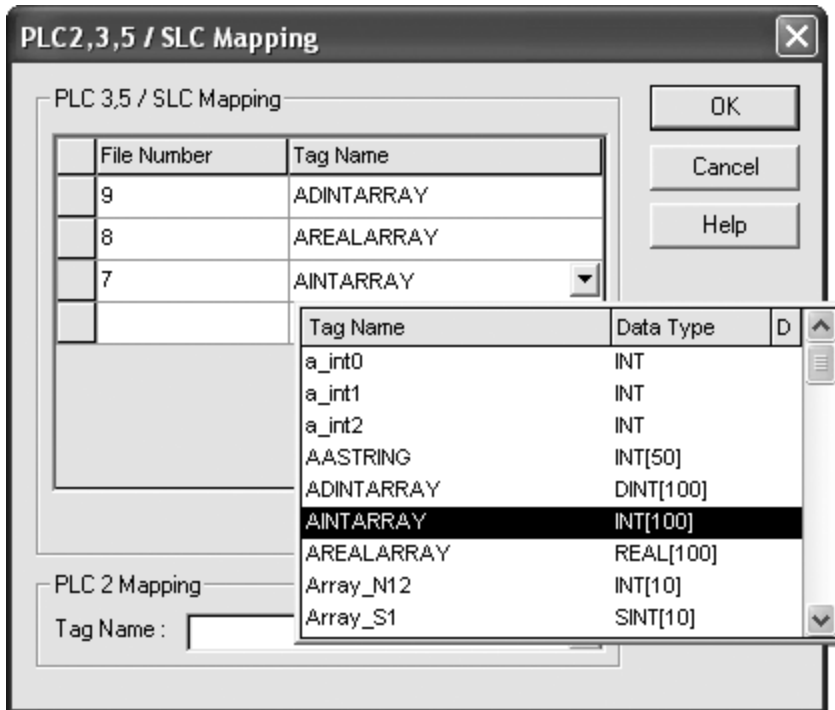 PLC2,3,5 / SLC Mapping
PLC 3,5 / SLC Mapping
File Number Tag Name
9 ADINTARRAY
8 AREALARRAY
7 AINTARRAY
OK
Cancel
Help
Tag Name Data Type D
a_int0 INT
a_int1 INT
a_int2 INT
AASTRING INT[50]
ADINTARRAY DINT[100]
AINTARRAY INT[100]
AREALARRAY REAL[100]
Array_N12 INT[10]
Array_S1 SINT[10]
PLC 2 Mapping
Tag Name :